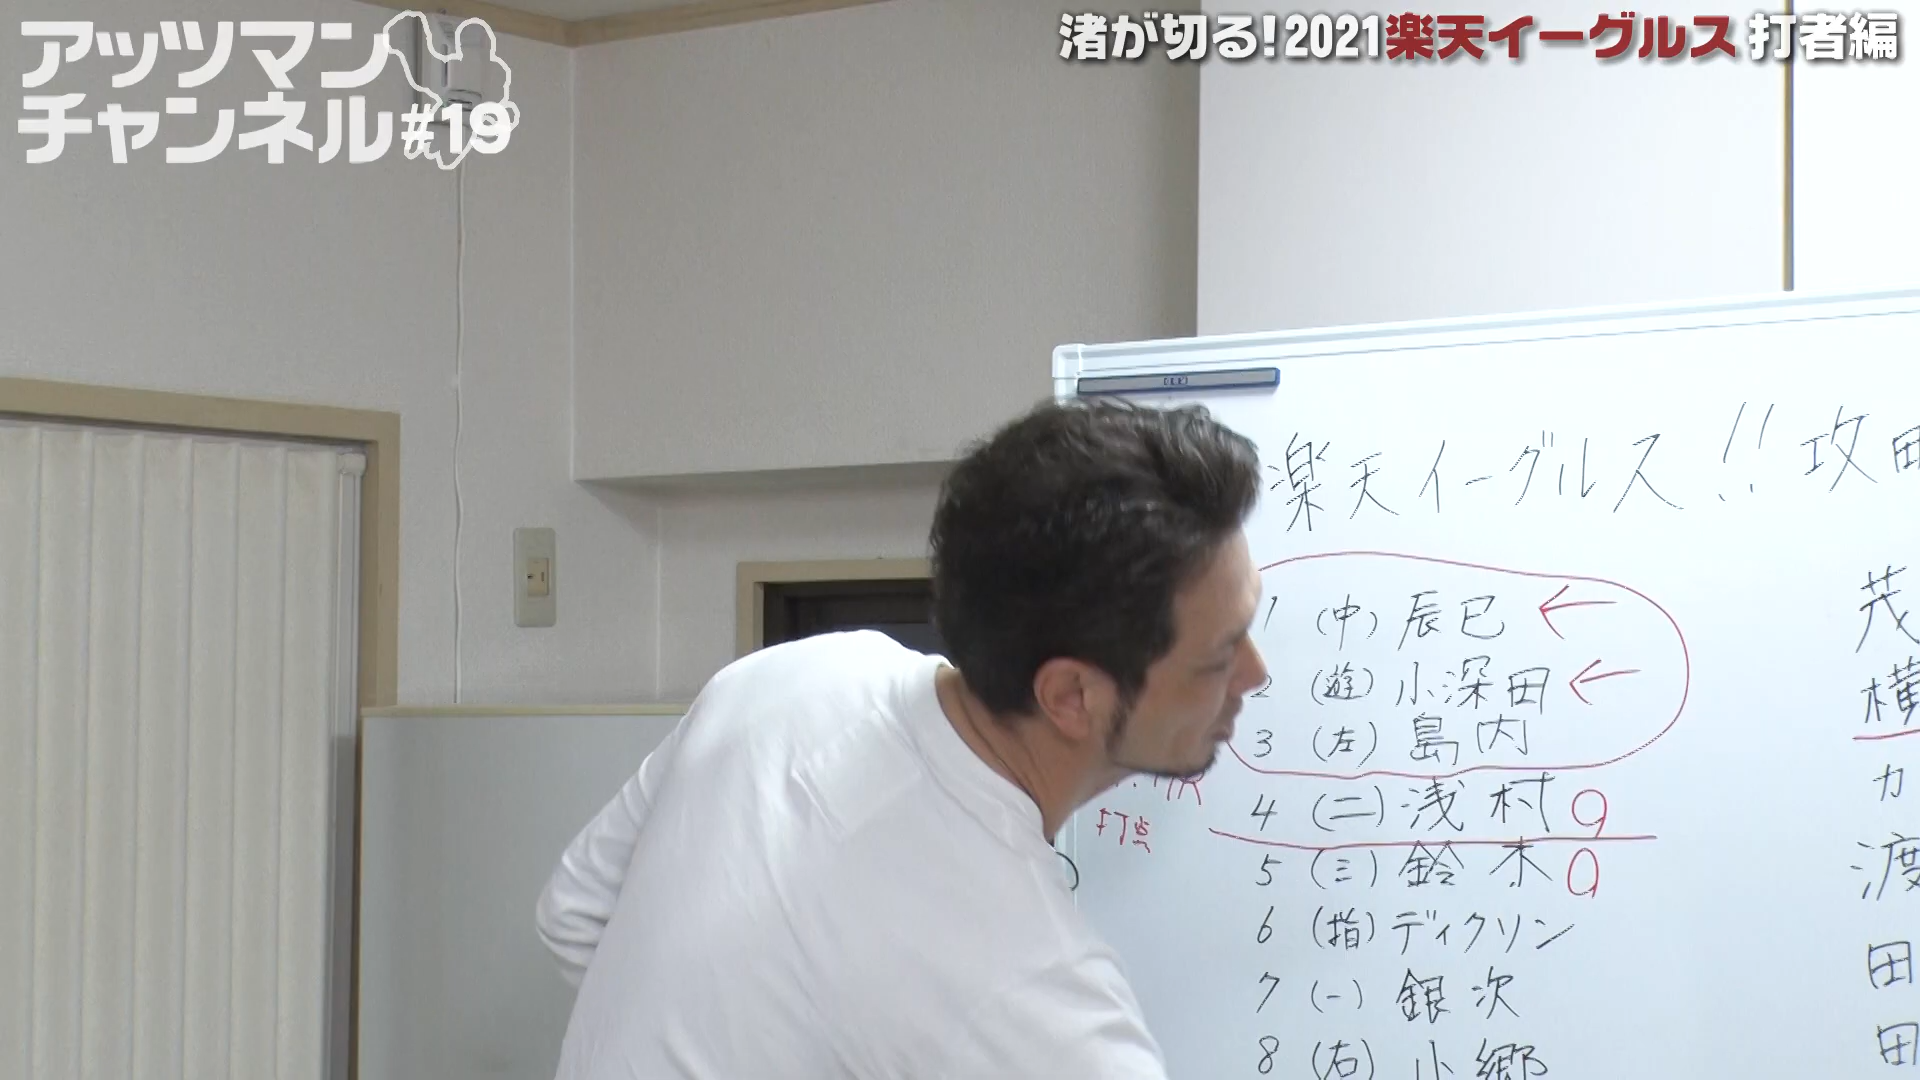 アッツマン
チャンネル#19
渚が切る!2021楽天イーグルス 打者編
楽天イーグルス!! 攻
1 (中) 辰巳 ←
2 (遊) 小深田 ←
3 (左) 島内
4 (二) 浅村
打点
5 (三) 鈴木
6 (指) ディクソン
7 (一) 銀次
8 (右) 小郷
茂
横
カ
渡
田
田